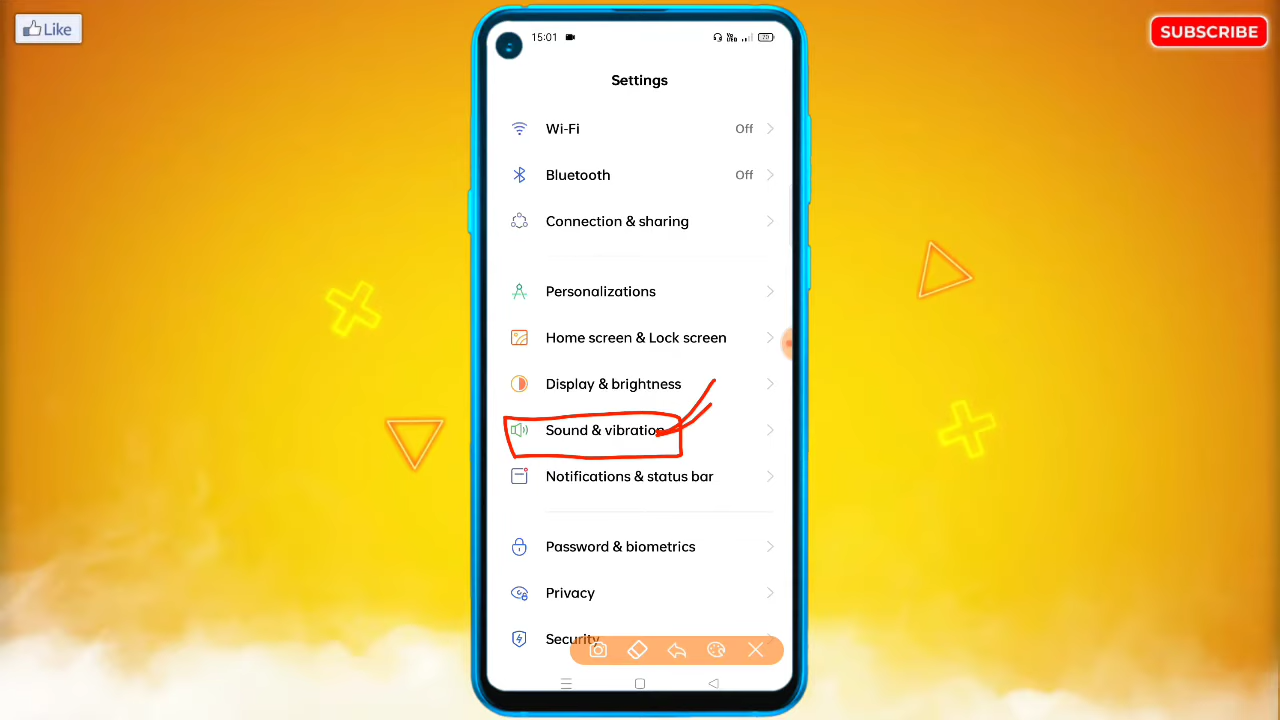 Like
SUBSCRIBE
15:01
79
Settings
Wi-Fi Off
Bluetooth Off
Connection & sharing
Personalizations
Home screen & Lock screen
Display & brightness
Sound & vibration
Notifications & status bar
Password & biometrics
Privacy
Security